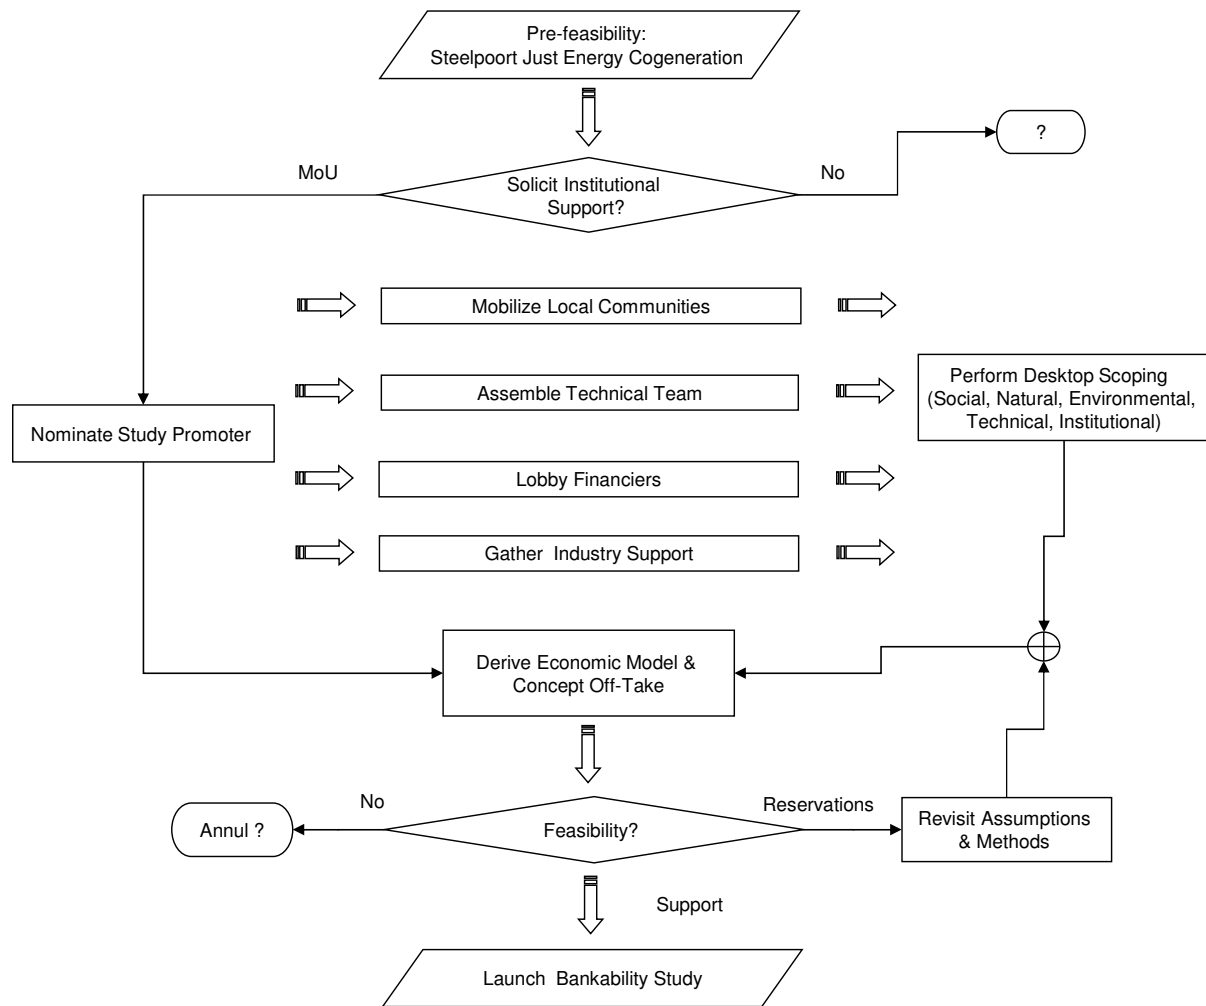 Pre-feasibility:
Steelpoort Just Energy Cogeneration
?
MoU
No
Solicit Institutional
Support?
Mobilize Local Communities
Assemble Technical Team
Perform Desktop Scoping
(Social, Natural, Environmental,
Technical, Institutional)
Nominate Study Promoter
Lobby Financiers
Gather Industry Support
Derive Economic Model &
Concept Off-Take
No
Reservations
Annul ?
Feasibility?
Revisit Assumptions
& Methods
Support
Launch Bankability Study